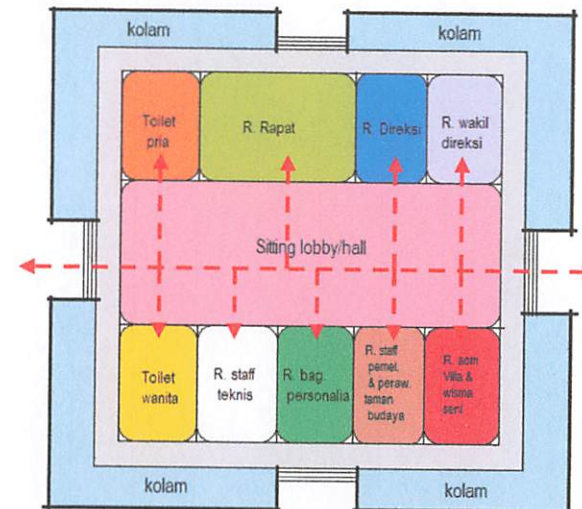 kolam
kolam
Toilet
pria
R. Rapat
R. Direksi
R. wakil
direksi
Sitting lobby/hall
Toilet
wanita
R. staff
teknis
R. bag.
personalia
R. staff
pemel.
& peraw.
taman
budaya
R. adm
Villa &
wisma
seni
kolam
kolam